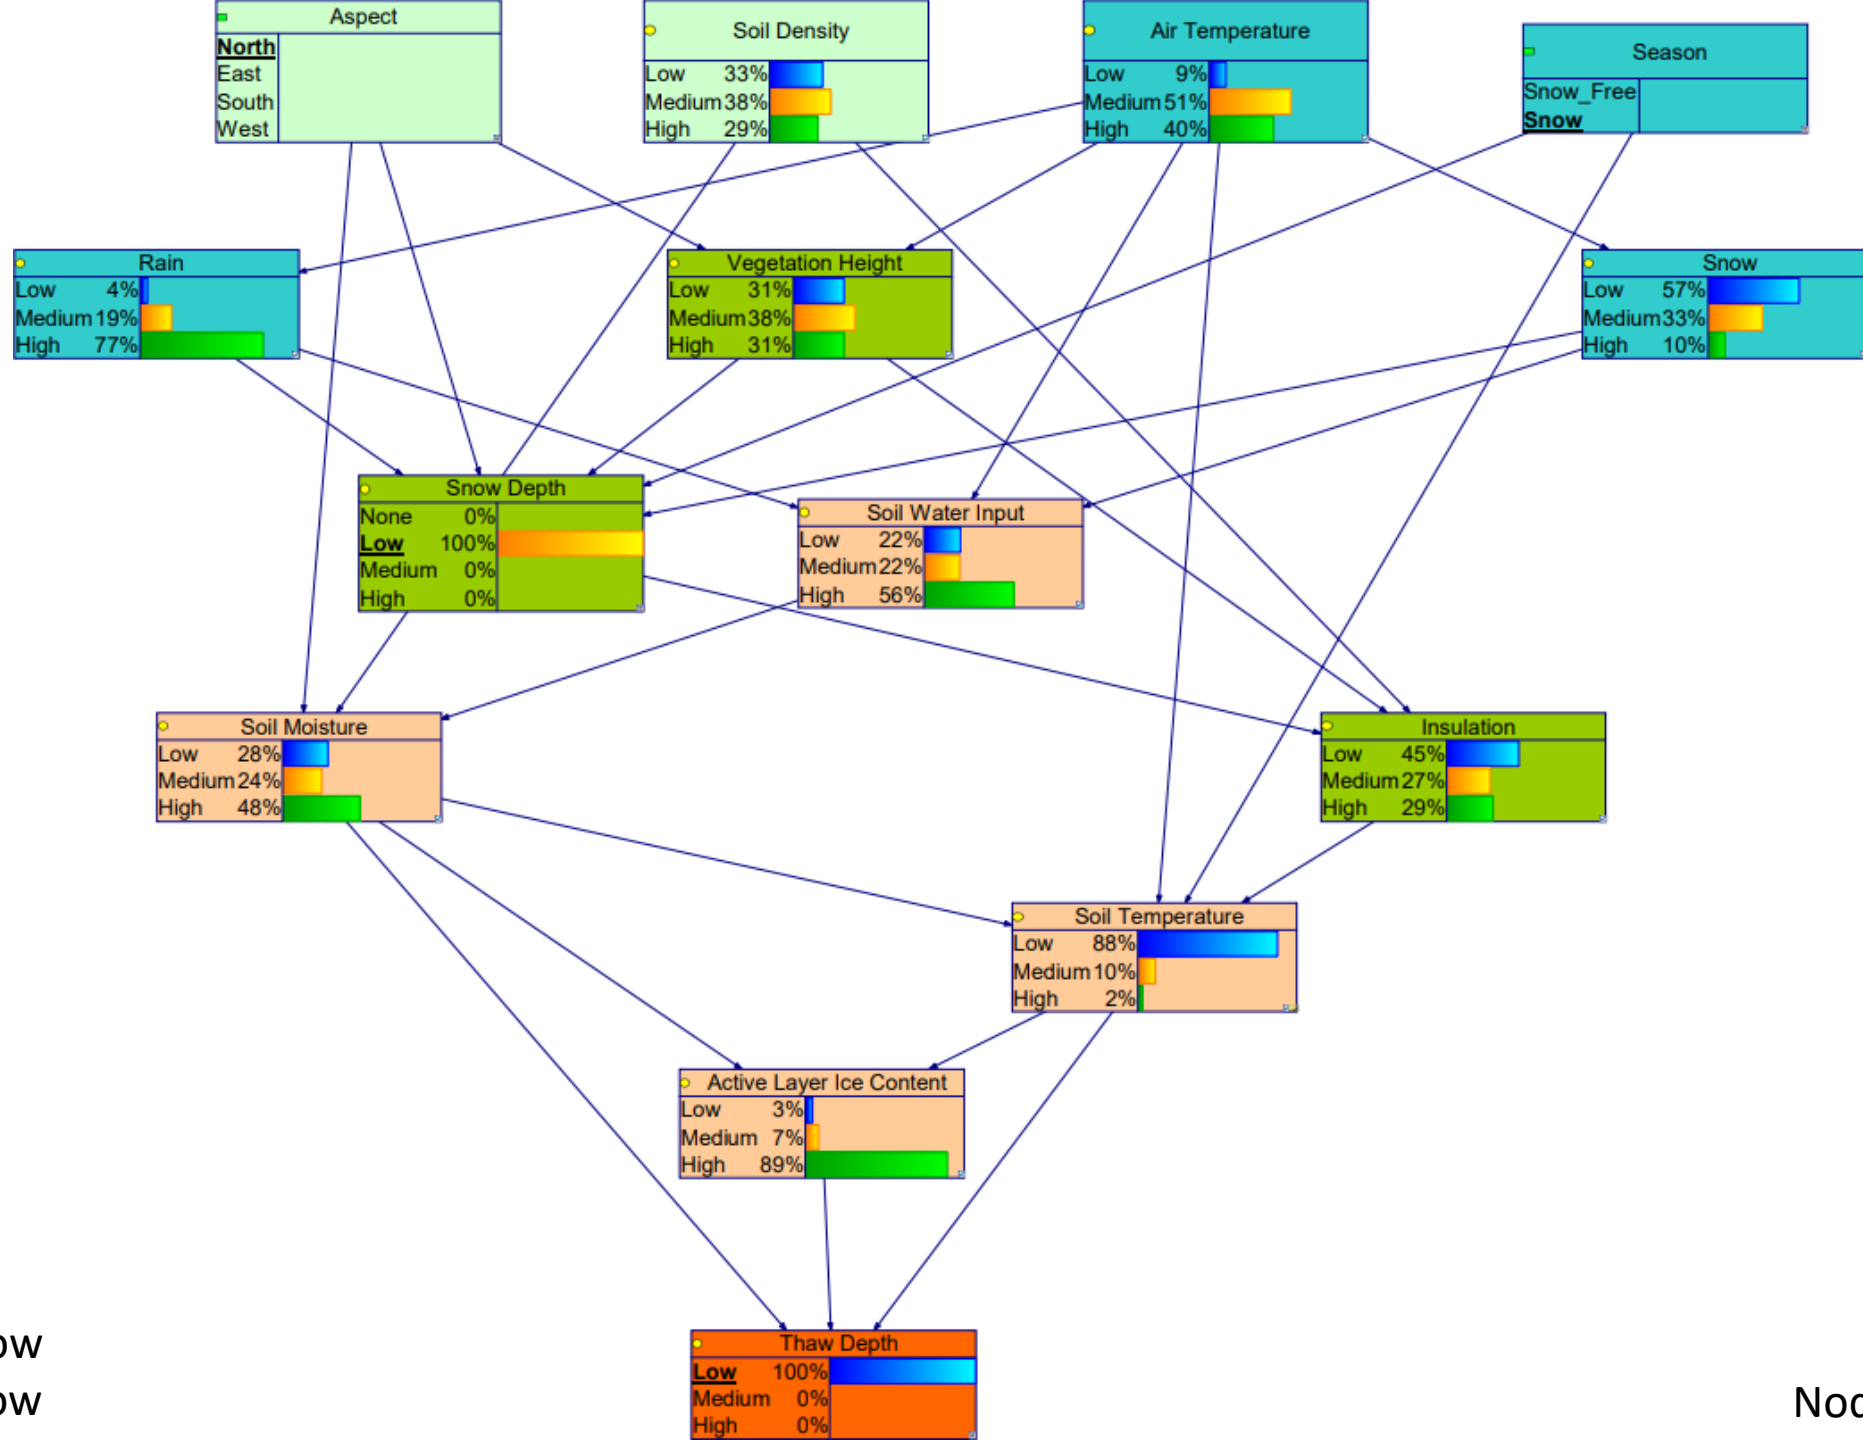 Aspect
North
East
South
West
Soil Density
Low 33%
Medium 38%
High 29%
Air Temperature
Low 9%
Medium 51%
High 40%
Season
Snow_Free
Snow
Rain
Low 4%
Medium 19%
High 77%
Vegetation Height
Low 31%
Medium 38%
High 31%
Snow
Low 57%
Medium 33%
High 10%
Snow Depth
None 0%
Low 100%
Medium 0%
High 0%
Soil Water Input
Low 22%
Medium 22%
High 56%
Soil Moisture
Low 28%
Medium 24%
High 48%
Insulation
Low 45%
Medium 27%
High 29%
Soil Temperature
Low 88%
Medium 10%
High 2%
Active Layer Ice Content
Low 3%
Medium 7%
High 89%
Thaw Depth
Low 100%
Medium 0%
High 0%
ow
ow